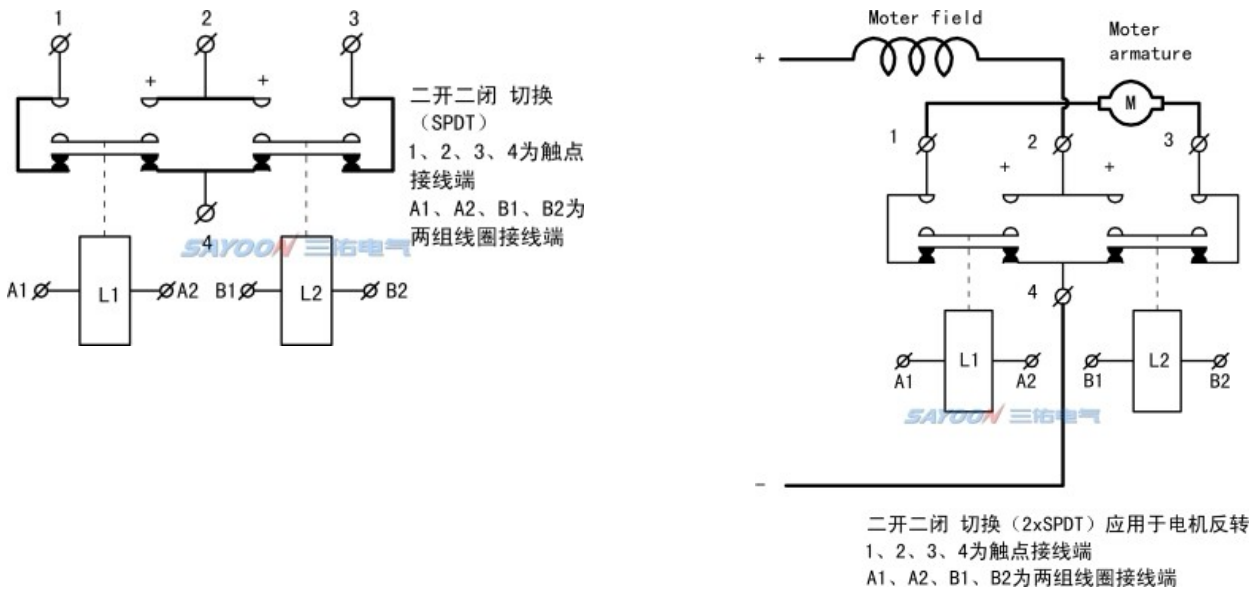 1 2 3
+ +
二开二闭 切换
（SPDT）
1、2、3、4为触点
接线端
A1、A2、B1、B2为
两组线圈接线端
4
SAYOON 三佑电气
A1 L1 A2 B1 L2 B2
Moter field
Moter
armature
+
M
1 2 3
+ +
4
L1 L2
A1 A2 B1 B2
SAYOON 三佑电气
-
二开二闭 切换（2xSPDT）应用于电机反转
1、2、3、4为触点接线端
A1、A2、B1、B2为两组线圈接线端